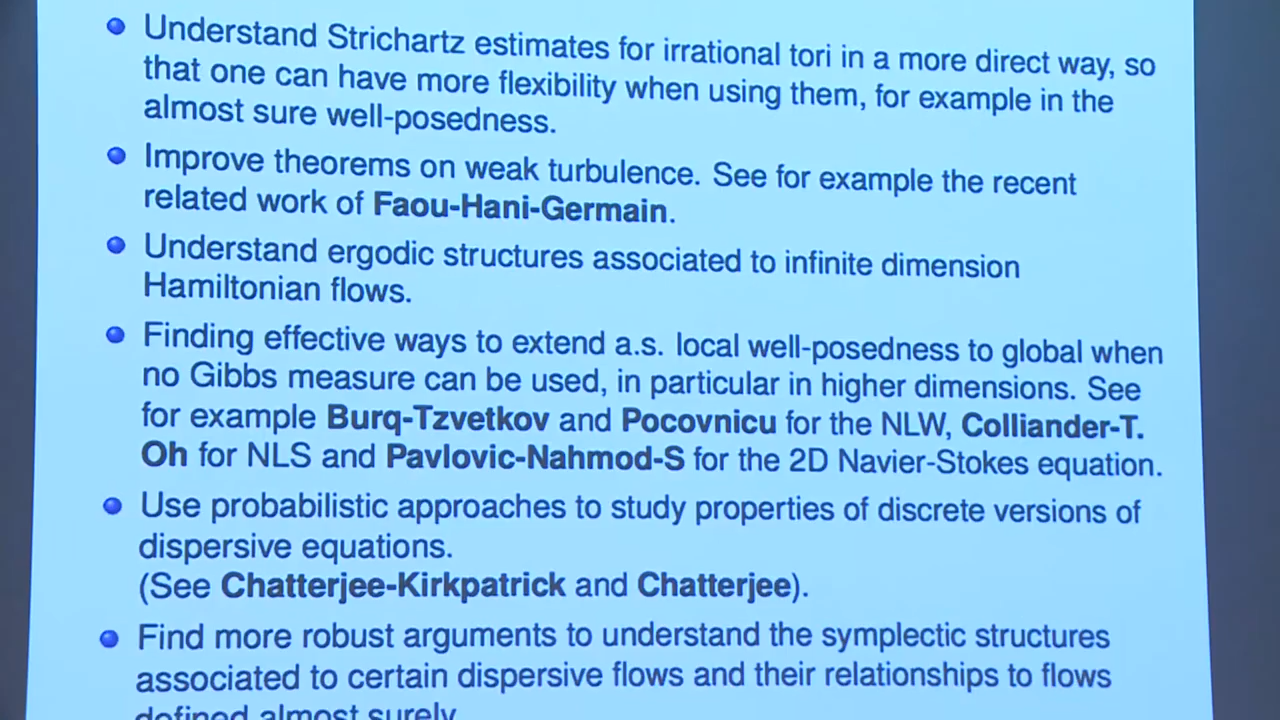 Understand Strichartz estimates for irrational tori in a more direct way, so
that one can have more flexibility when using them, for example in the
almost sure well-posedness.
Improve theorems on weak turbulence. See for example the recent
related work of Faou-Hani-Germain.
Understand ergodic structures associated to infinite dimension
Hamiltonian flows.
Finding effective ways to extend a.s. local well-posedness to global when
no Gibbs measure can be used, in particular in higher dimensions. See
for example Burq-Tzvetkov and Pocovnicu for the NLW, Colliander-T.
Oh for NLS and Pavlovic-Nahmod-S for the 2D Navier-Stokes equation.
Use probabilistic approaches to study properties of discrete versions of
dispersive equations.
(See Chatterjee-Kirkpatrick and Chatterjee).
Find more robust arguments to understand the symplectic structures
associated to certain dispersive flows and their relationships to flows
defined almost surely